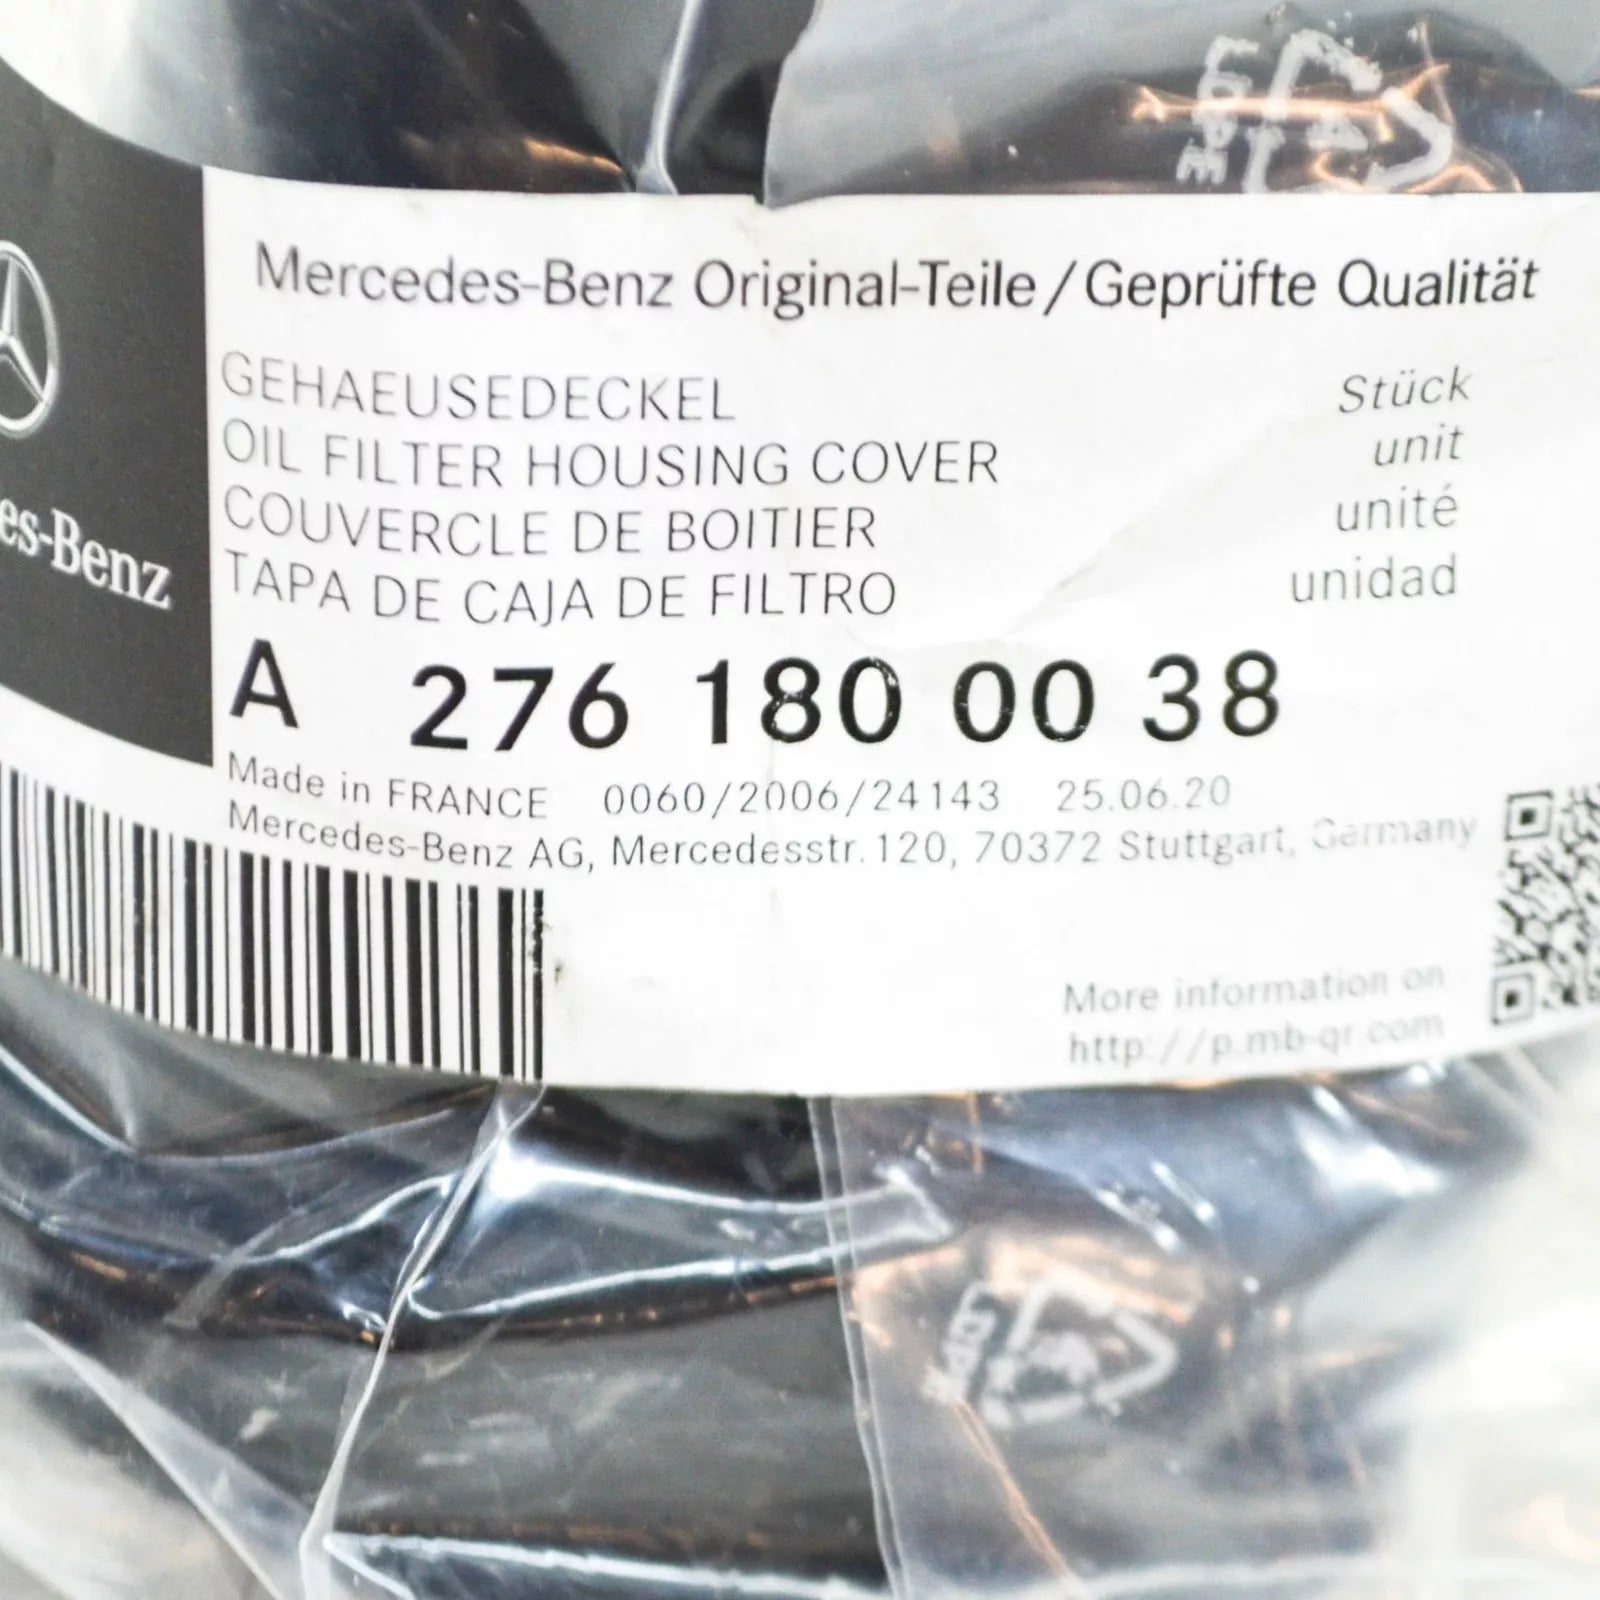 Mercedes-Benz Original-Teile/Geprüfte Qualität
GEHAEUSEDECKEL
Stück
OIL FILTER HOUSING COVER
unit
COUVERCLE DE BOITIER
unité
TAPA DE CAJA DE FILTRO
unidad
es-Benz
A 276 180 00 38
Made in FRANCE 0060/2006/24143 25.06.20
Mercedes-Benz AG, Mercedesstr. 120, 70372 Stuttgart, Germany
More information on
http://p.mb-qr.com